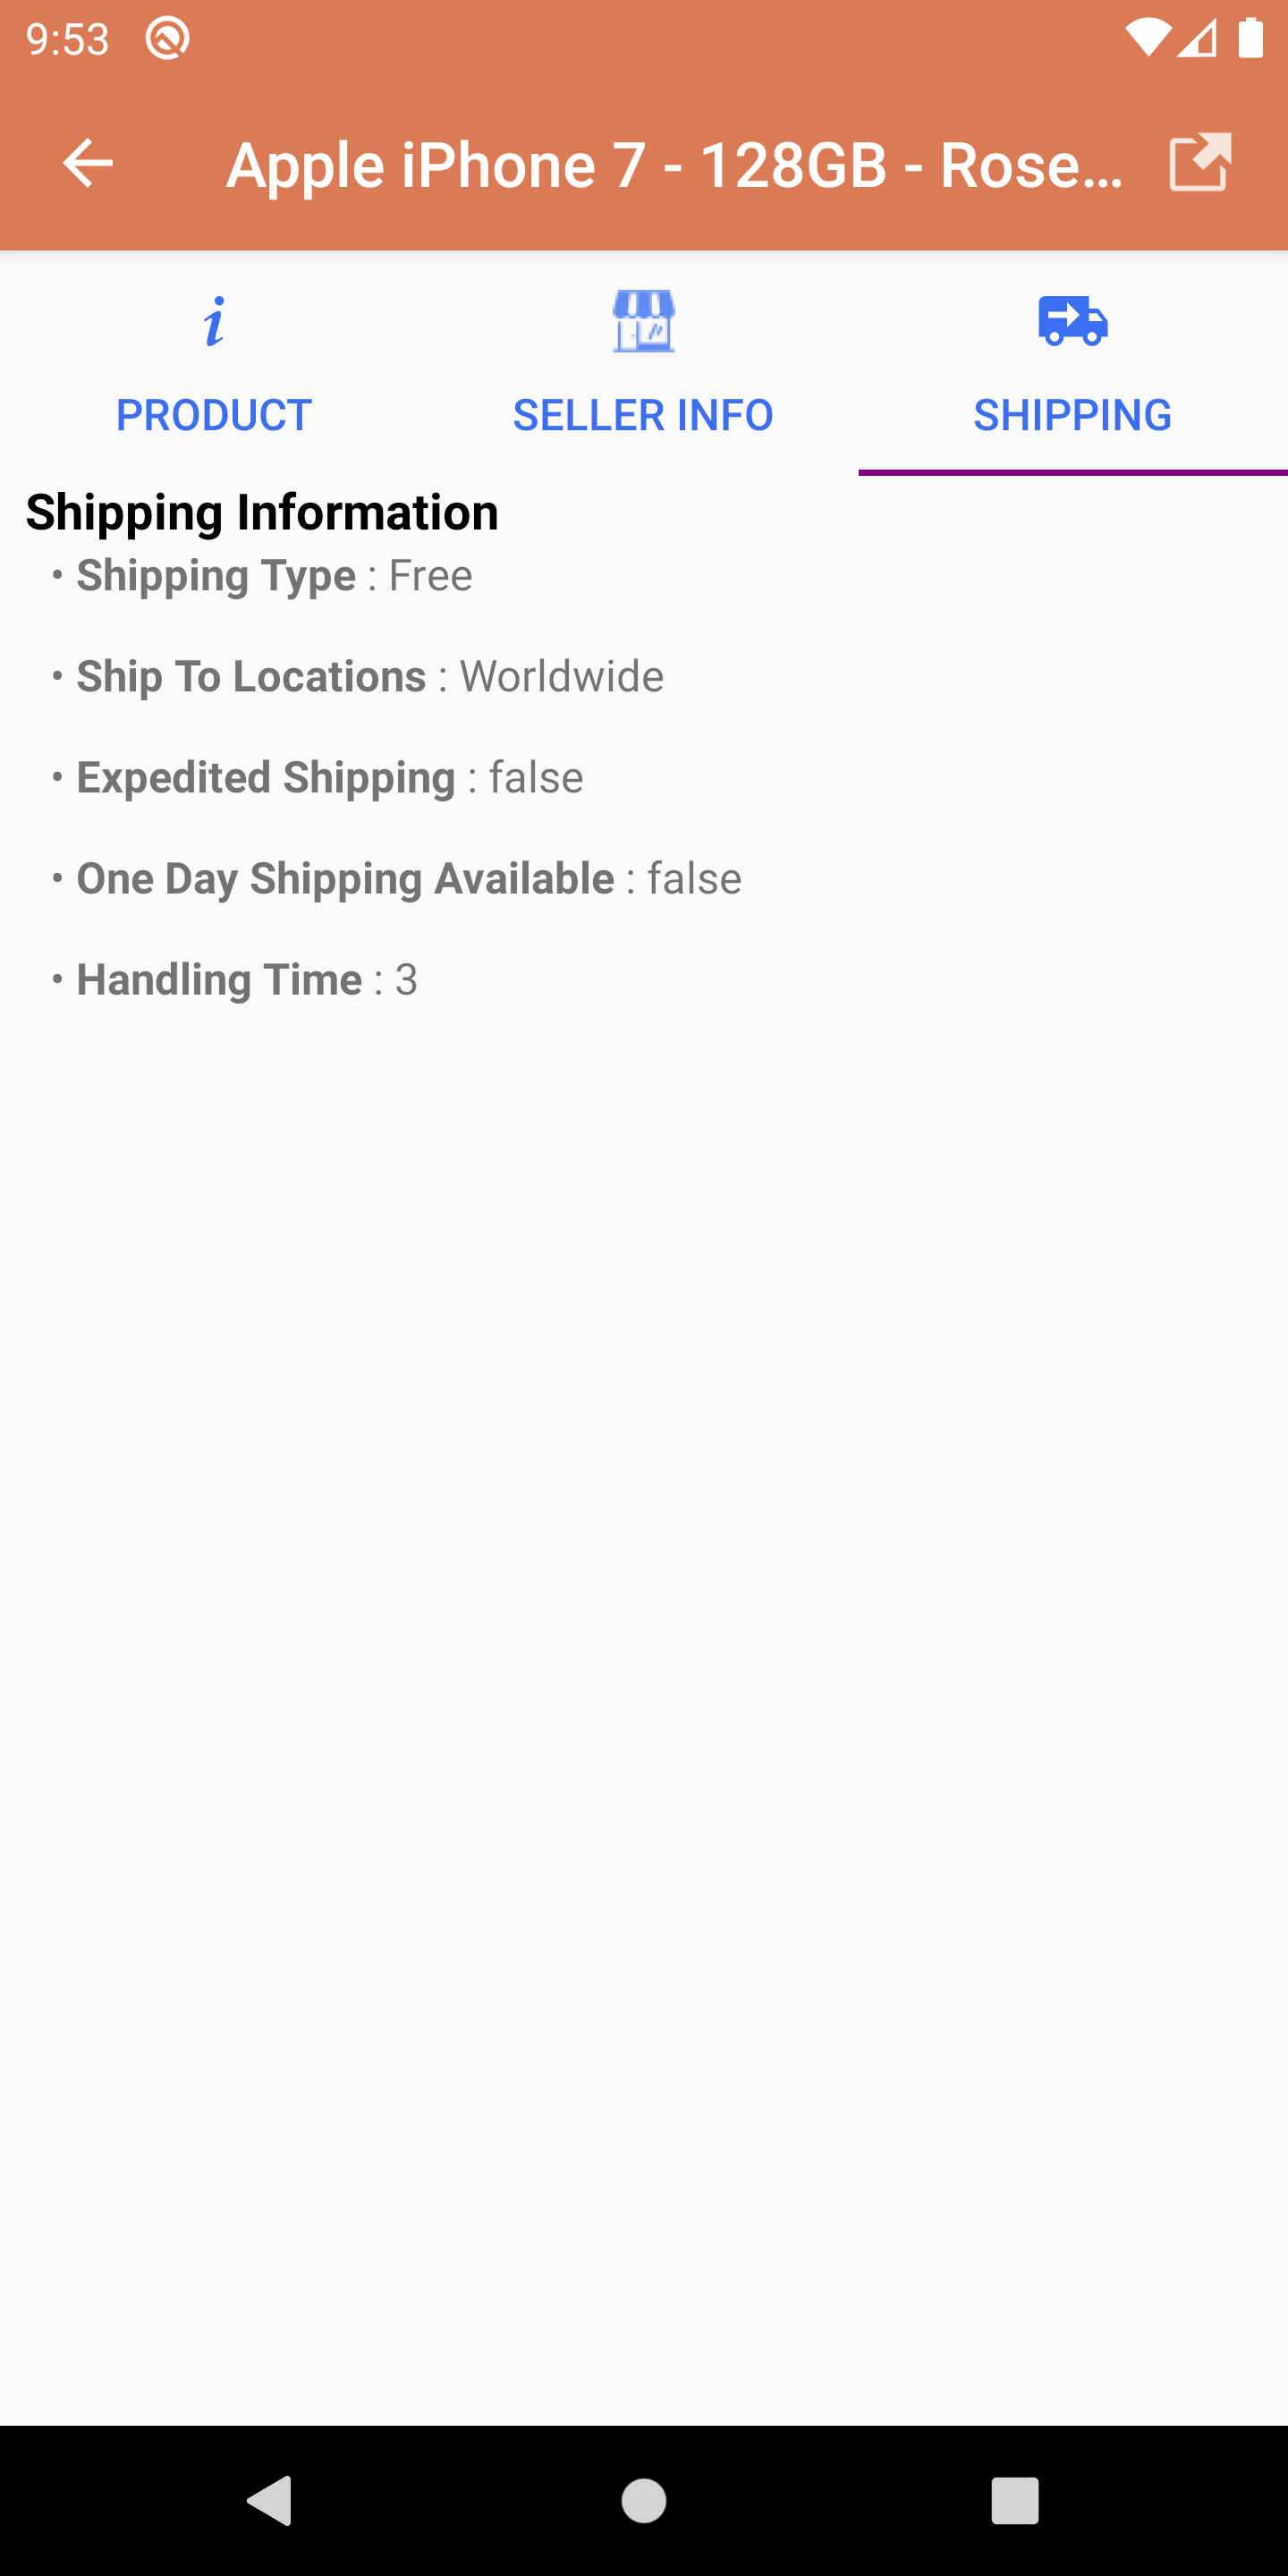 9:53
Apple iPhone 7 - 128GB - Rose...
PRODUCT
SELLER INFO
SHIPPING
Shipping Information
• Shipping Type : Free
• Ship To Locations : Worldwide
• Expedited Shipping : false
• One Day Shipping Available : false
• Handling Time : 3